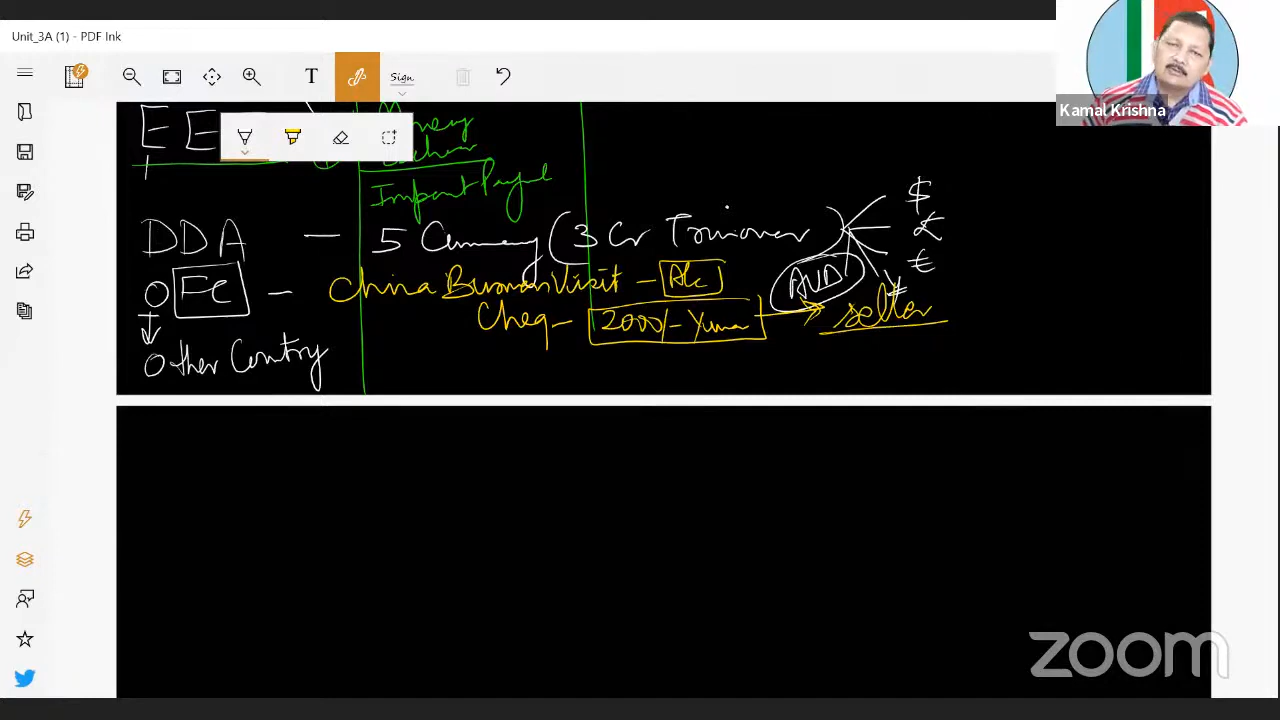 Unit_3A (1) - PDF Ink
T
Sign
Kamal Krishna
EE
Money
Import
DDA — 5 Currency (3 Cr Turnover) $
£
€
AUD
OFC — China Business Visit — A/c
Cheq — 2000/- Yuan seller
Other Country
zoom